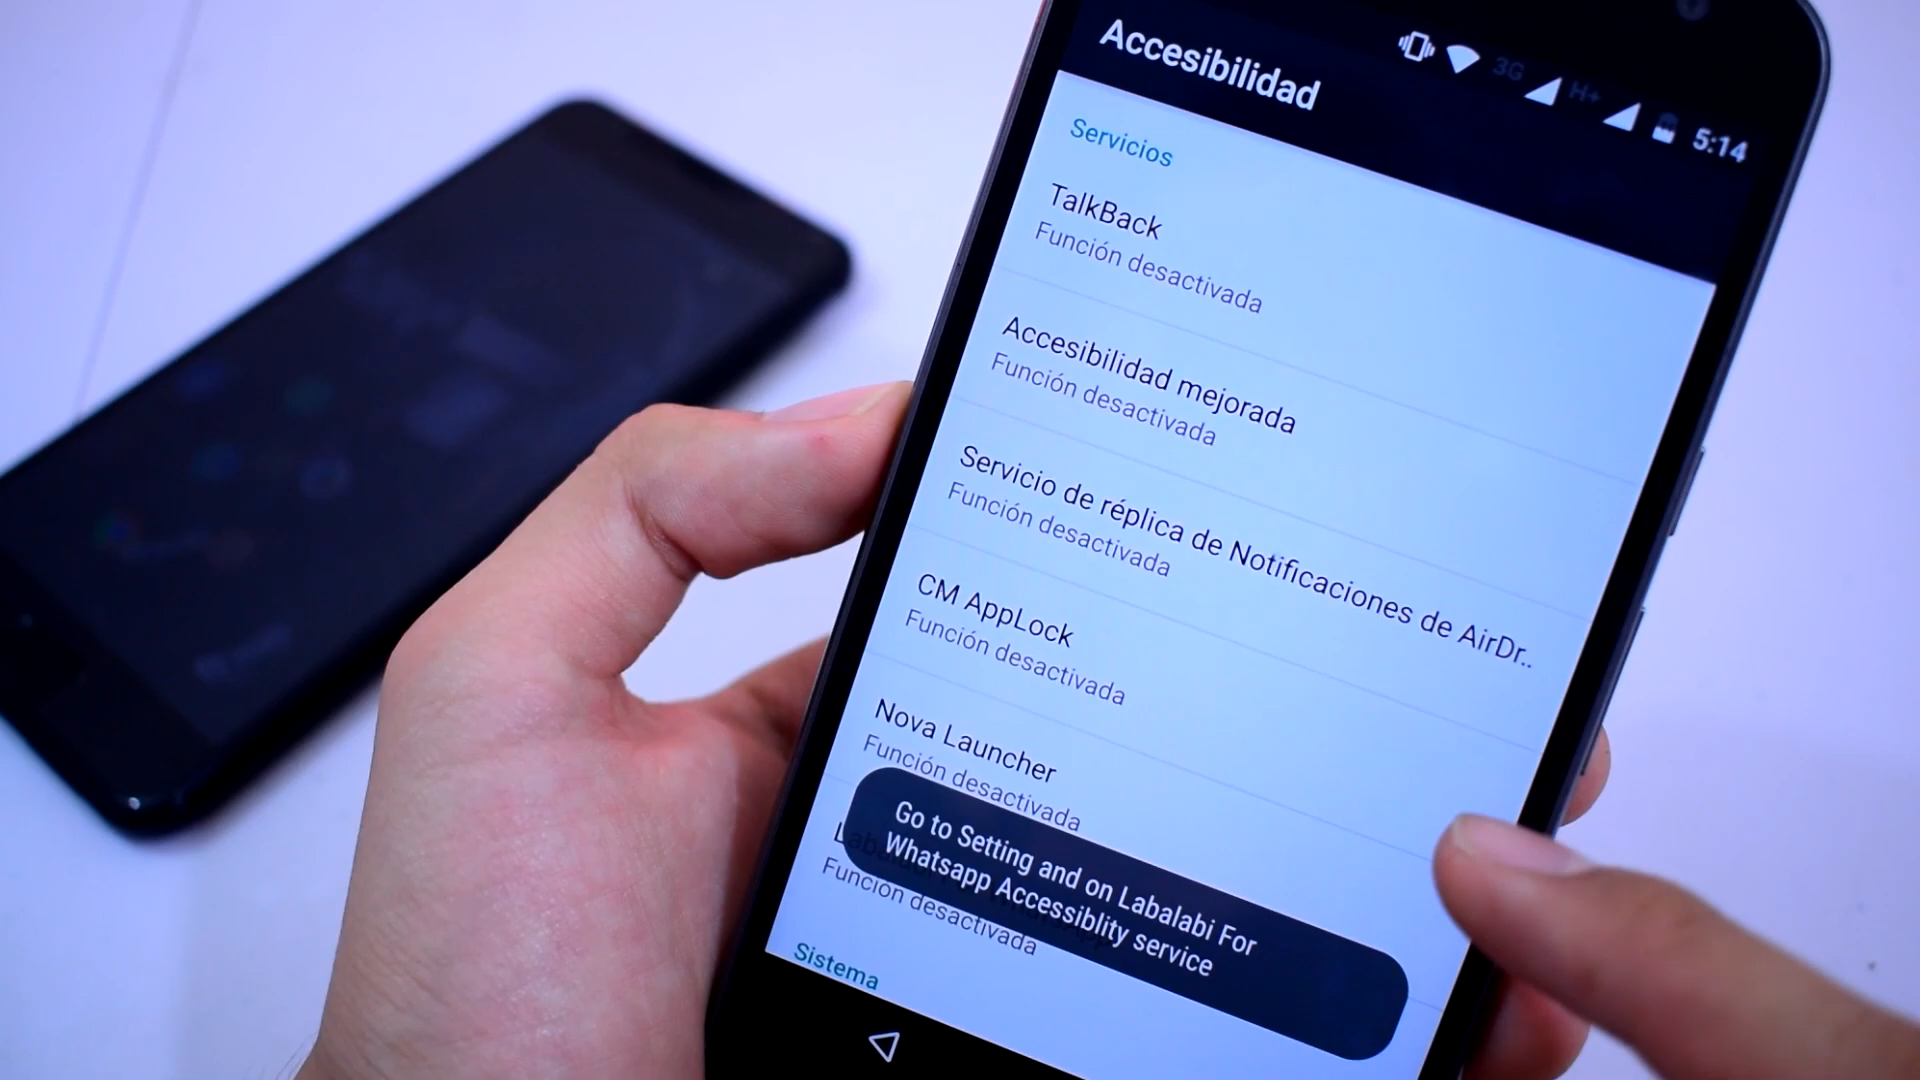 Accesibilidad
3G
H+
5:14
Servicios
TalkBack
Función desactivada
Accesibilidad mejorada
Función desactivada
Servicio de réplica de Notificaciones de AirDr..
Función desactivada
CM AppLock
Función desactivada
Nova Launcher
Función desactivada
Go to Setting and on Labalabi For
Whatsapp Accessiblity service
Función desactivada
Sistema